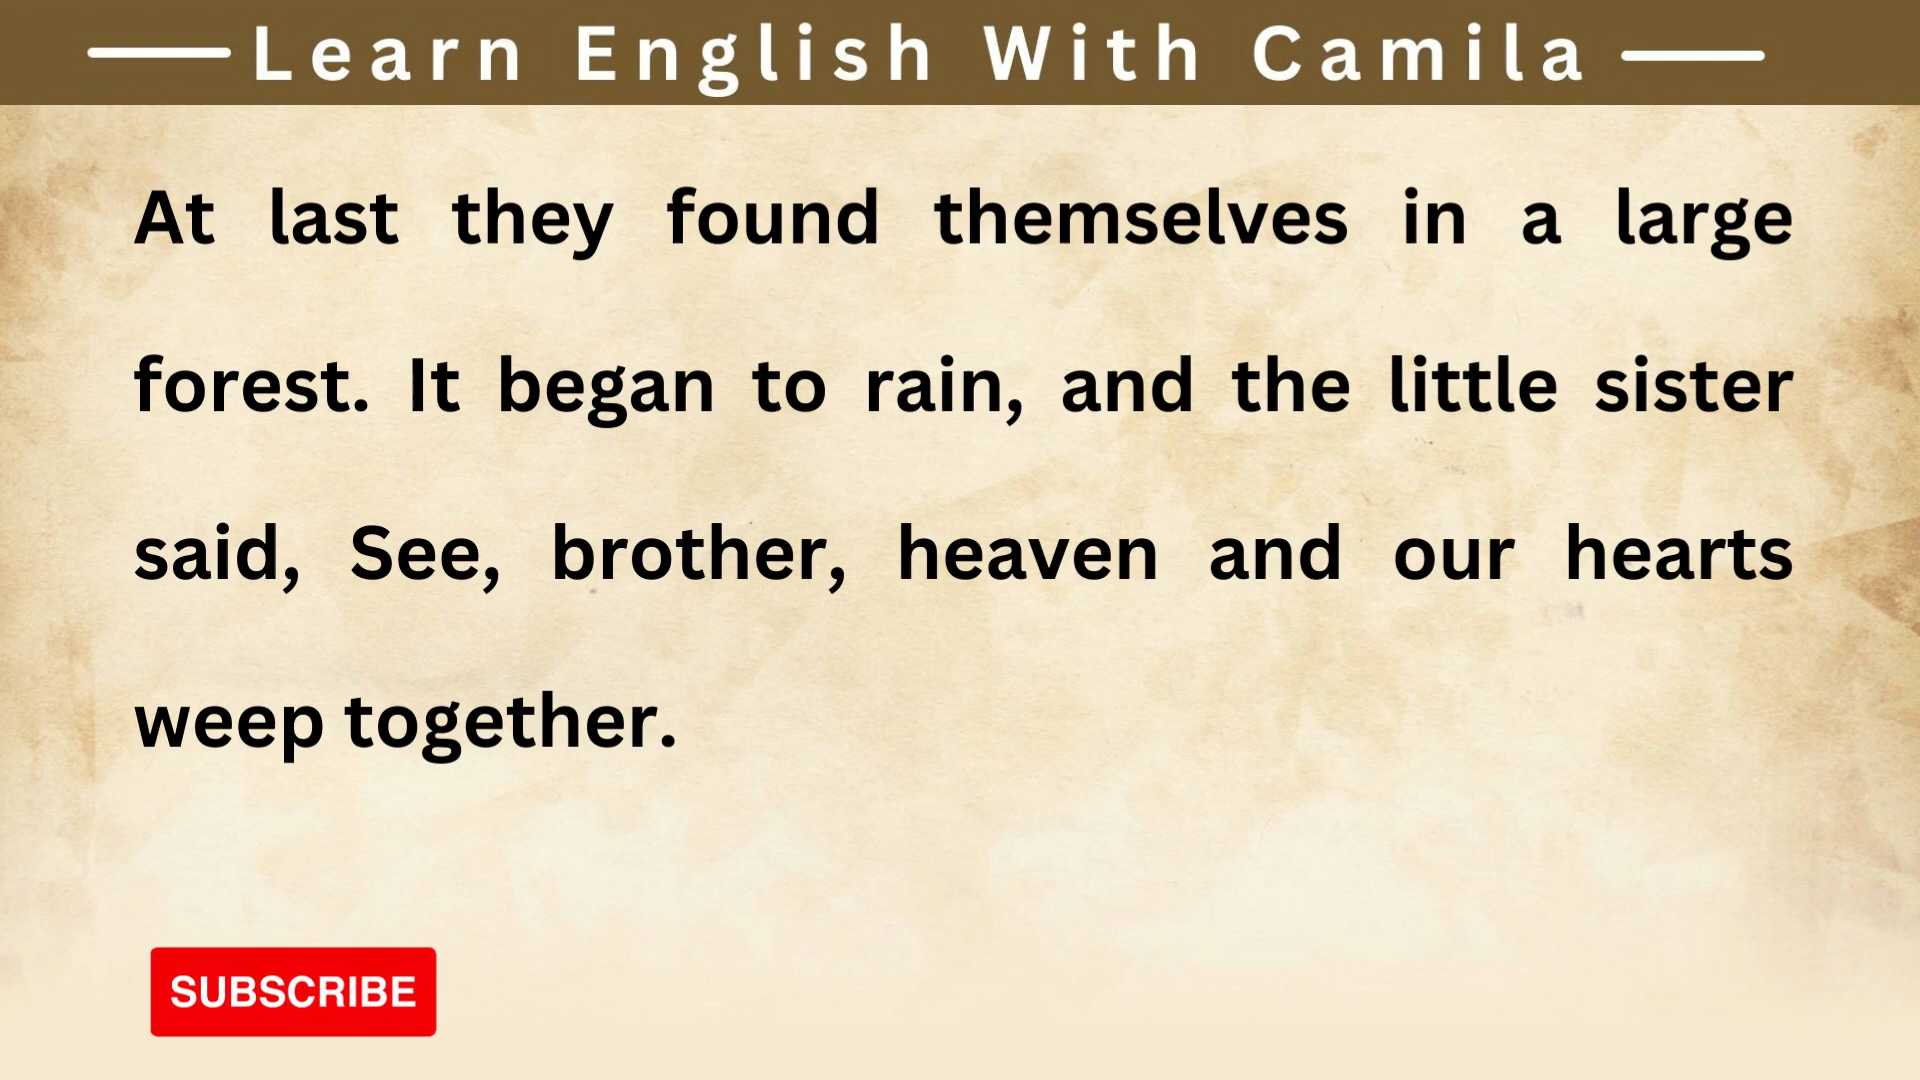 Learn English With Camila
At last they found themselves in a large
forest. It began to rain, and the little sister
said, See, brother, heaven and our hearts
weep together.
SUBSCRIBE